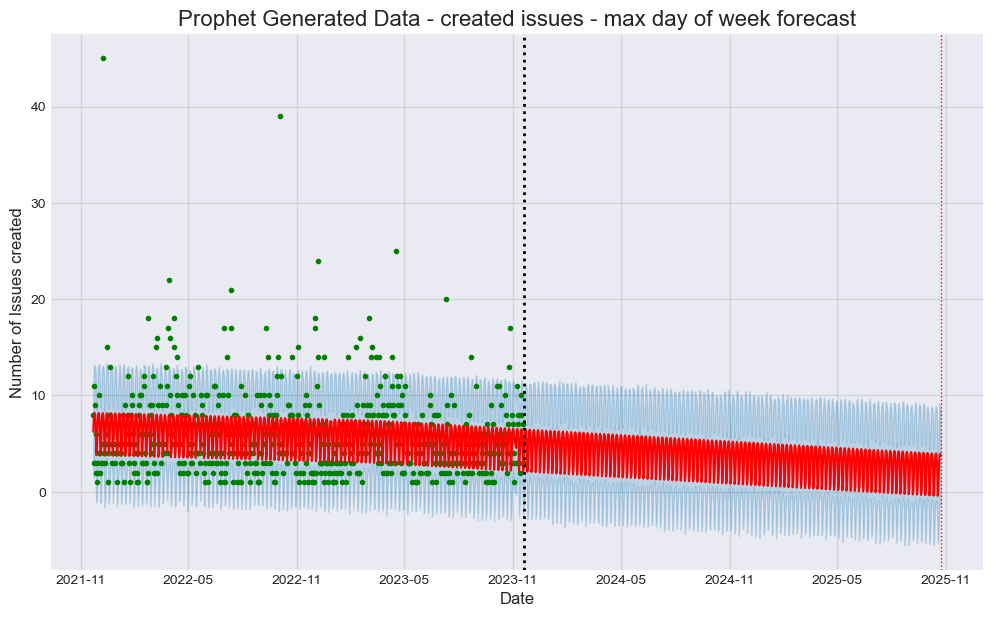 Prophet Generated Data - created issues - max day of week forecast
Number of Issues created
40
30
20
10
0
2021-11 2022-05 2022-11 2023-05 2023-11 2024-05 2024-11 2025-05 2025-11
Date